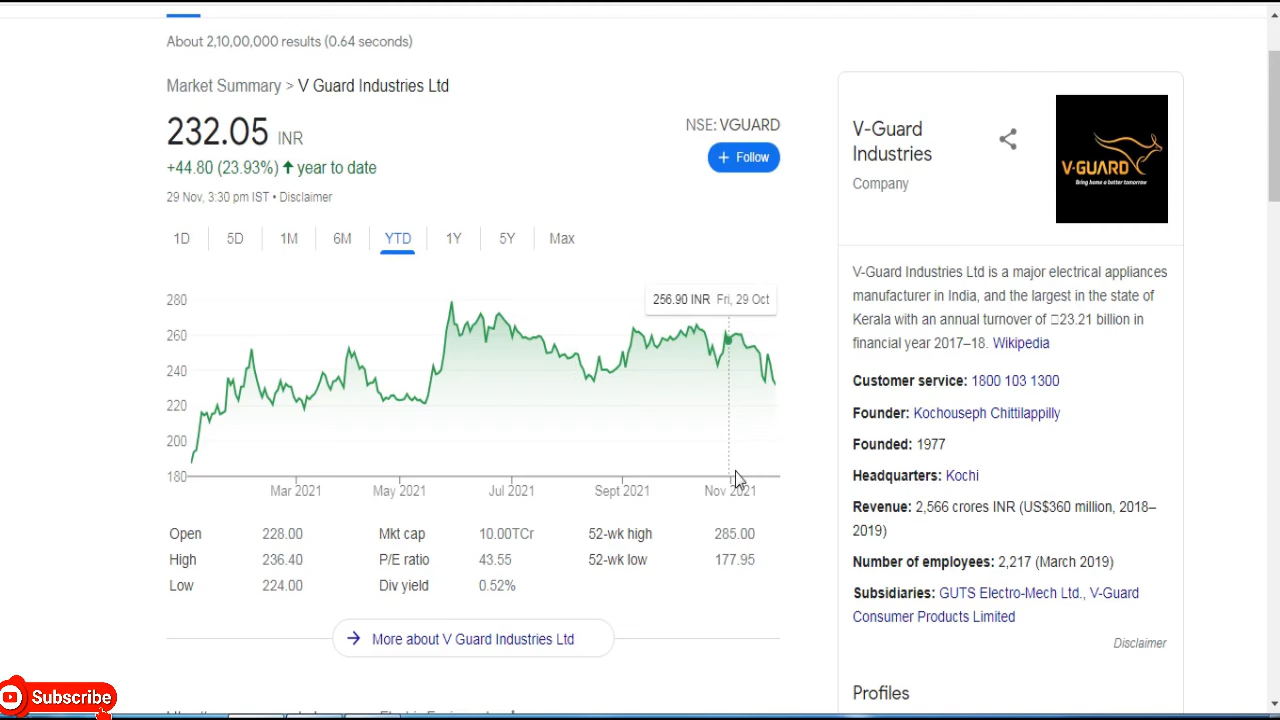 About 2,10,00,000 results (0.64 seconds)
Market Summary > V Guard Industries Ltd
232.05 INR
+44.80 (23.93%) ↑ year to date
29 Nov, 3:30 pm IST • Disclaimer
NSE: VGUARD
+ Follow
1D 5D 1M 6M YTD 1Y 5Y Max
256.90 INR Fri, 29 Oct
280
260
240
220
200
180
Mar 2021 May 2021 Jul 2021 Sept 2021 Nov 2021
Open 228.00 Mkt cap 10.00TCr 52-wk high 285.00
High 236.40 P/E ratio 43.55 52-wk low 177.95
Low 224.00 Div yield 0.52%
→ More about V Guard Industries Ltd
V-Guard
Industries
Company
V-GUARD
Bring home a better tomorrow
V-Guard Industries Ltd is a major electrical appliances
manufacturer in India, and the largest in the state of
Kerala with an annual turnover of □23.21 billion in
financial year 2017–18. Wikipedia
Customer service: 1800 103 1300
Founder: Kochouseph Chittilappilly
Founded: 1977
Headquarters: Kochi
Revenue: 2,566 crores INR (US$360 million, 2018–
2019)
Number of employees: 2,217 (March 2019)
Subsidiaries: GUTS Electro-Mech Ltd., V-Guard
Consumer Products Limited
Disclaimer
Profiles
Subscribe